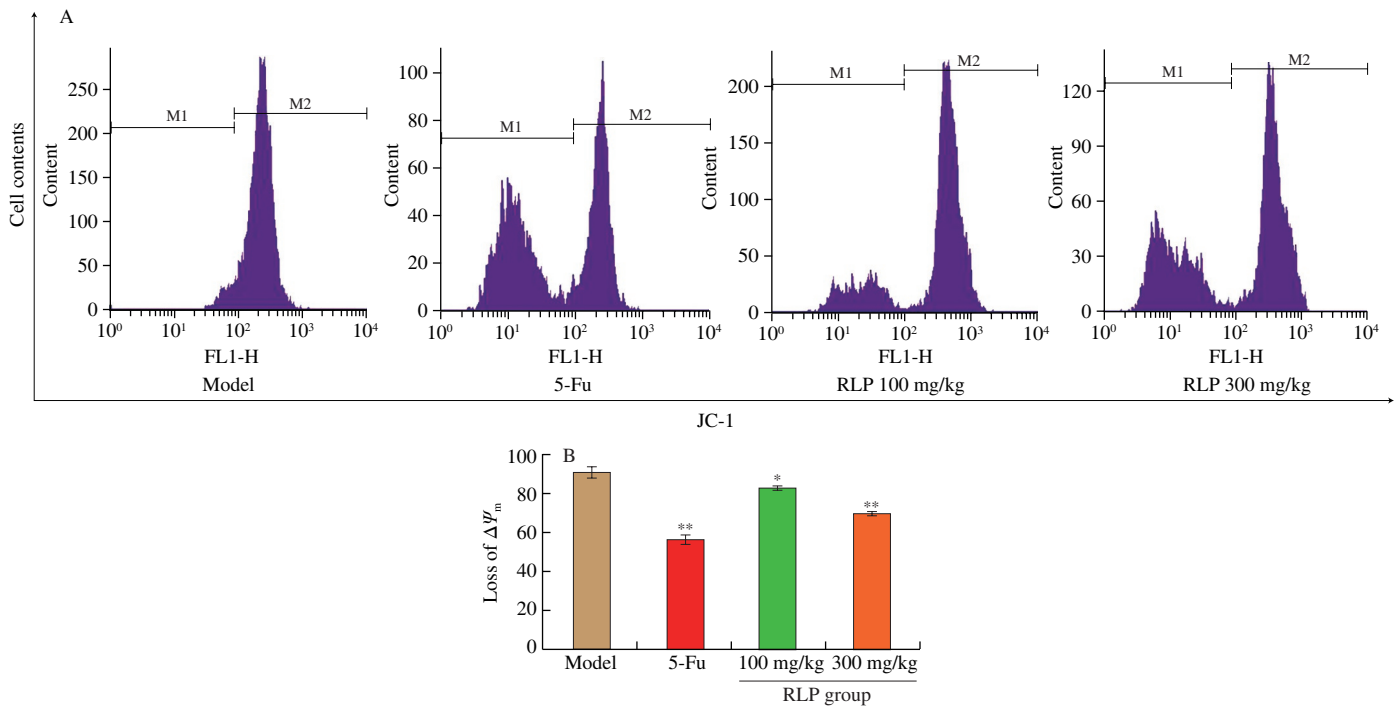 A
Cell contents
Content
250
200
150
100
50
0
M1
M2
10⁰ 10¹ 10² 10³ 10⁴
FL1-H
Model
Content
100
80
60
40
20
0
M1
M2
10⁰ 10¹ 10² 10³ 10⁴
FL1-H
5-Fu
Content
200
150
100
50
0
M1
M2
10⁰ 10¹ 10² 10³ 10⁴
FL1-H
RLP 100 mg/kg
Content
120
90
60
30
0
M1
M2
10⁰ 10¹ 10² 10³ 10⁴
FL1-H
RLP 300 mg/kg
JC-1
B
Loss of ΔΨₘ
100
80
60
40
20
0
**
*
**
Model 5-Fu 100 mg/kg 300 mg/kg
RLP group